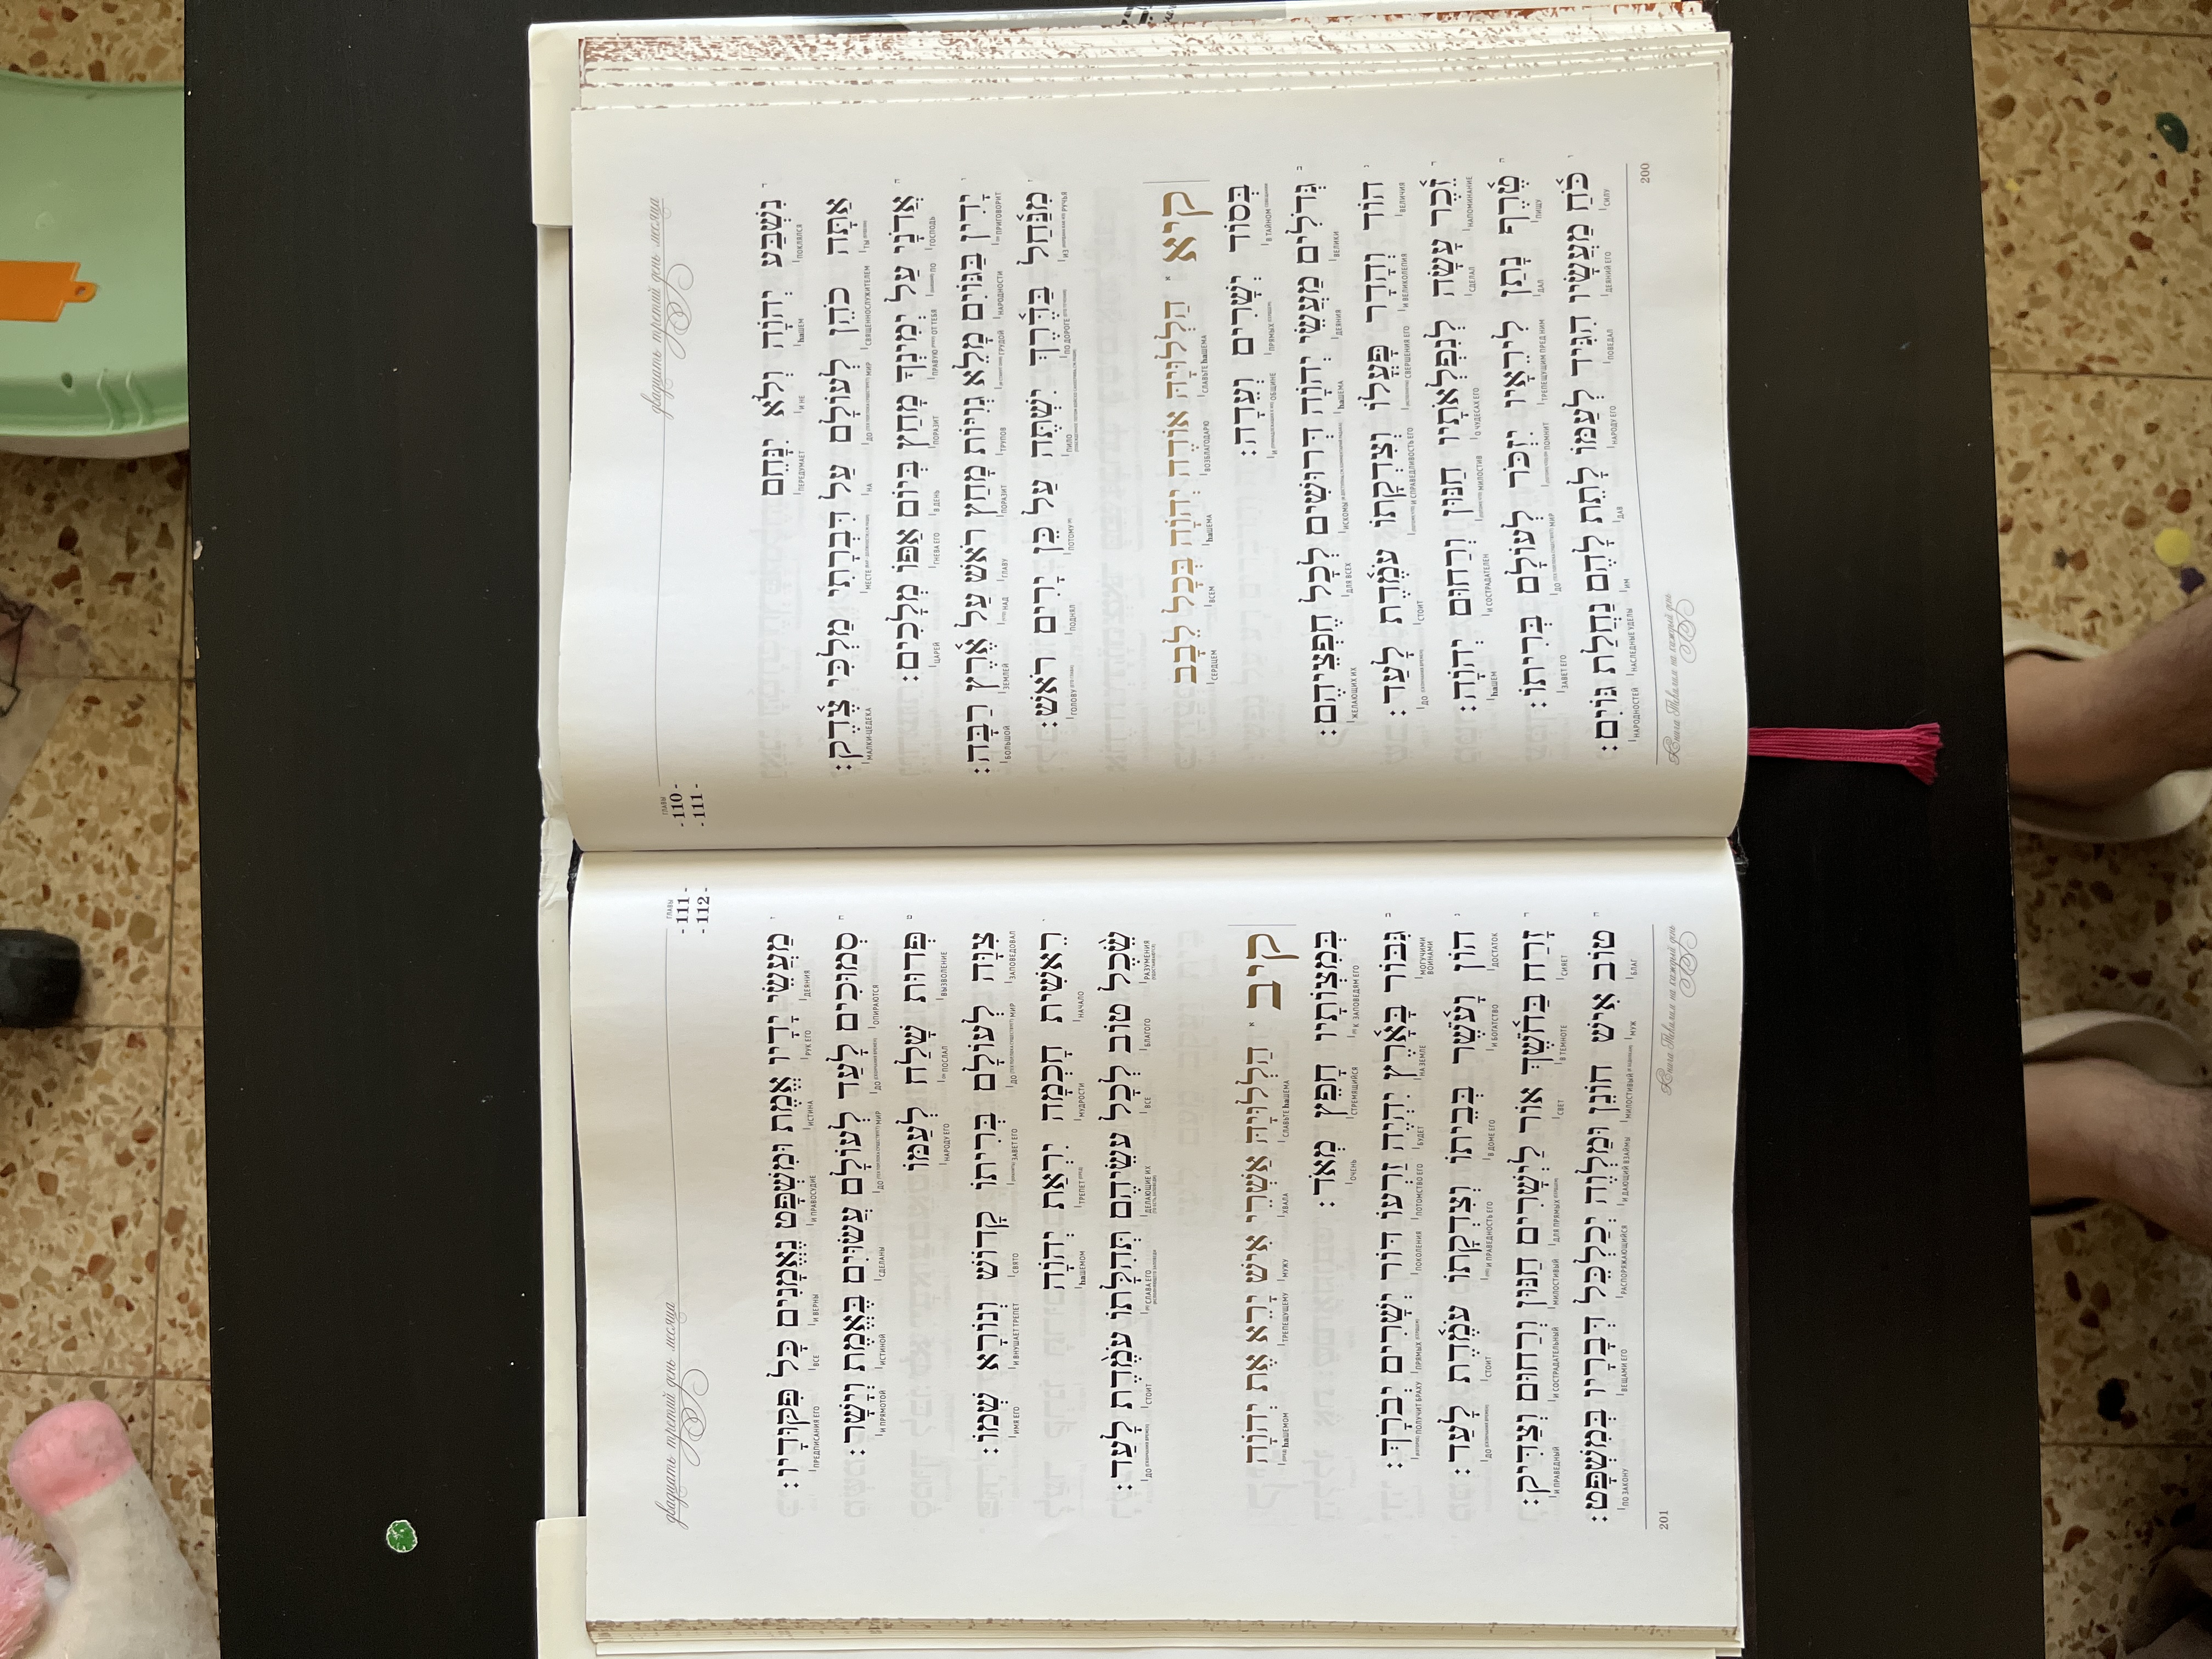 двадцать третий день месяца
ГЛАВЫ
- 110 -
- 111 -
ד נִשְׁבַּע יְהוָֹה וְלֹא יִנָּחֵם
ПОКЛЯЛСЯ hаШЕМ И НЕ ПЕРЕДУМАЕТ
אַתָּה כֹהֵן לְעוֹלָם עַל דִּבְרָתִי מַלְכִּי צֶדֶק:
ТЫ СВЯЩЕННОСЛУЖИТЕЛЕМ ДО МИР НА МЕСТЕ МАЛКИ-ЦЕДЕКА
ה אֲדֹנָי עַל יְמִינְךָ מָחַץ בְּיוֹם אַפּוֹ מְלָכִים:
ГОСПОДЬ ПО ПРАВУЮ ОТ ТЕБЯ ПОРАЗИТ В ДЕНЬ ГНЕВА ЕГО ЦАРЕЙ
ו יָדִין בַּגּוֹיִם מָלֵא גְוִיּוֹת מָחַץ רֹאשׁ עַל אֶרֶץ רַבָּה:
ПРИГОВОРИТ НАРОДНОСТИ ГРУДОЙ ТРУПОВ ПОРАЗИТ ГЛАВУ НАД ЗЕМЛЕЙ БОЛЬШОЙ
ז מִנַּחַל בַּדֶּרֶךְ יִשְׁתֶּה עַל כֵּן יָרִים רֹאשׁ:
ИЗ РУЧЬЯ ПО ДОРОГЕ ПИЛО ПОТОМУ ПОДНЯЛ ГОЛОВУ
קיא א הַלְלוּיָהּ אוֹדֶה יְהוָֹה בְּכָל לֵבָב
СЛАВЬТЕ hаШЕМА ВОЗБЛАГОДАРЮ hаШЕМА ВСЕМ СЕРДЦЕМ
בְּסוֹד יְשָׁרִים וְעֵדָה:
В ТАЙНОМ ПРЯМЫХ И ОБЩИНЕ
ב גְּדֹלִים מַעֲשֵׂי יְהוָֹה דְּרוּשִׁים לְכָל חֶפְצֵיהֶם:
ВЕЛИКИ ДЕЯНИЯ hаШЕМА ИСКОМЫ ДЛЯ ВСЕХ ЖЕЛАЮЩИХ ИХ
ג הוֹד וְהָדָר פָּעֳלוֹ וְצִדְקָתוֹ עֹמֶדֶת לָעַד:
ВЕЛИЧИЯ И ВЕЛИКОЛЕПИЯ СВЕРШЕНИЯ ЕГО И СПРАВЕДЛИВОСТЬ ЕГО СТОИТ ДО
ד זֵכֶר עָשָׂה לְנִפְלְאֹתָיו חַנּוּן וְרַחוּם יְהוָֹה:
НАПОМИНАНИЕ СДЕЛАЛ О ЧУДЕСАХ ЕГО МИЛОСТИВ И СОСТРАДАТЕЛЕН hаШЕМ
ה טֶרֶף נָתַן לִירֵאָיו יִזְכֹּר לְעוֹלָם בְּרִיתוֹ:
ПИЩУ ДАЛ ТРЕПЕЩУЩИМ ПРЕД НИМ ПОМНИТ ДО МИР ЗАВЕТ ЕГО
ו כֹּחַ מַעֲשָׂיו הִגִּיד לְעַמּוֹ לָתֵת לָהֶם נַחֲלַת גּוֹיִם:
СИЛУ ДЕЯНИЙ ЕГО ПОВЕДАЛ НАРОДУ ЕГО ДАВ ИМ НАСЛЕДНЫЕ УДЕЛЫ НАРОДНОСТЕЙ
200
Книга Теhилим на каждый день
двадцать третий день месяца
ГЛАВЫ
- 111 -
- 112 -
ז מַעֲשֵׂי יָדָיו אֱמֶת וּמִשְׁפָּט נֶאֱמָנִים כָּל פִּקּוּדָיו:
ДЕЯНИЯ РУК ЕГО ИСТИНА И ПРАВОСУДИЕ И ВЕРНЫ ВСЕ ПРЕДПИСАНИЯ ЕГО
ח סְמוּכִים לָעַד לְעוֹלָם עֲשׂוּיִם בֶּאֱמֶת וְיָשָׁר:
ОПИРАЮТСЯ ДО ДО МИР СДЕЛАНЫ ИСТИНОЙ И ПРЯМОТОЙ
ט פְּדוּת שָׁלַח לְעַמּוֹ
ВЫЗВОЛЕНИЕ ПОСЛАЛ НАРОДУ ЕГО
צִוָּה לְעוֹלָם בְּרִיתוֹ קָדוֹשׁ וְנוֹרָא שְׁמוֹ:
ЗАПОВЕДОВАЛ ДО МИР ЗАВЕТ ЕГО СВЯТО И ВНУШАЕТ ТРЕПЕТ ИМЯ ЕГО
י רֵאשִׁית חָכְמָה יִרְאַת יְהוָֹה
НАЧАЛО МУДРОСТИ ТРЕПЕТ hаШЕМОМ
שֵׂכֶל טוֹב לְכָל עֹשֵׂיהֶם תְּהִלָּתוֹ עֹמֶדֶת לָעַד:
РАЗУМЕНИЯ БЛАГОГО ВСЕ ДЕЛАЮЩИЕ ИХ СЛАВА ЕГО СТОИТ ДО
קיב א הַלְלוּיָהּ אַשְׁרֵי אִישׁ יָרֵא אֶת יְהוָֹה
СЛАВЬТЕ hаШЕМА ХВАЛА МУЖУ ТРЕПЕЩУЩЕМУ hаШЕМОМ
בְּמִצְוֹתָיו חָפֵץ מְאֹד:
К ЗАПОВЕДЯМ ЕГО СТРЕМЯЩИЙСЯ ОЧЕНЬ
ב גִּבּוֹר בָּאָרֶץ יִהְיֶה זַרְעוֹ דּוֹר יְשָׁרִים יְבֹרָךְ:
МОГУЧИМИ ВОИНАМИ НА ЗЕМЛЕ БУДЕТ ПОТОМСТВО ЕГО ПОКОЛЕНИЯ ПРЯМЫХ ПОЛУЧИТ БРАХУ
ג הוֹן וָעֹשֶׁר בְּבֵיתוֹ וְצִדְקָתוֹ עֹמֶדֶת לָעַד:
ДОСТАТОК И БОГАТСТВО В ДОМЕ ЕГО И ПРАВЕДНОСТЬ ЕГО СТОИТ ДО
ד זָרַח בַּחֹשֶׁךְ אוֹר לַיְשָׁרִים חַנּוּן וְרַחוּם וְצַדִּיק:
СИЯЕТ В ТЕМНОТЕ СВЕТ ДЛЯ ПРЯМЫХ МИЛОСТИВЫЙ И СОСТРАДАТЕЛЬНЫЙ И ПРАВЕДНЫЙ
ה טוֹב אִישׁ חוֹנֵן וּמַלְוֶה יְכַלְכֵּל דְּבָרָיו בְּמִשְׁפָּט:
БЛАГ МУЖ МИЛОСТИВЫЙ И ДАЮЩИЙ ВЗАЙМЫ РАСПОРЯЖАЮЩИЙСЯ ВЕЩАМИ ЕГО ПО ЗАКОНУ
201
Книга Теhилим на каждый день